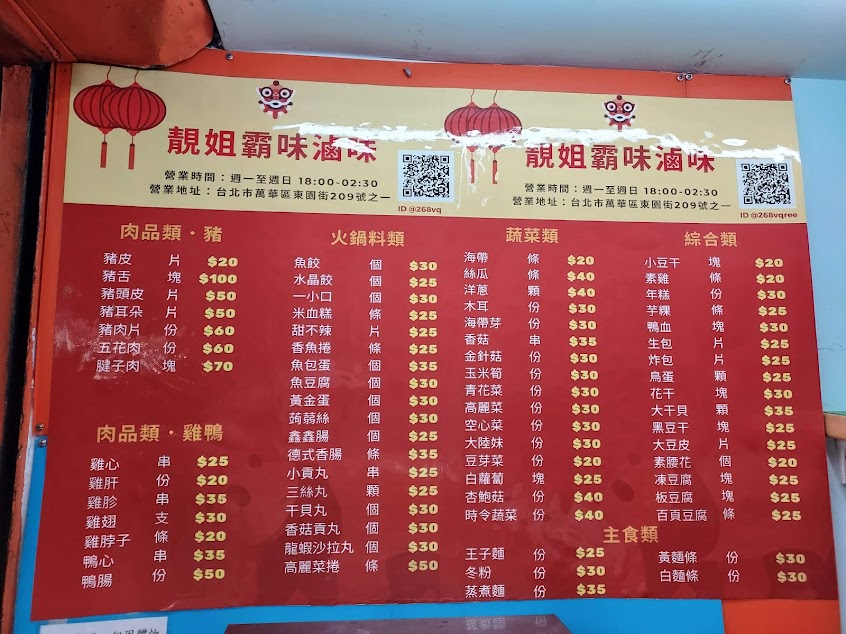 靚姐霸味滷味
營業時間：週一至週日 18:00-02:30
營業地址：台北市萬華區東園街209號之一
ID @268vq
靚姐霸味滷味
營業時間：週一至週日 18:00-02:30
營業地址：台北市萬華區東園街209號之一
ID @268vqree
肉品類・豬
豬皮 片 $20
豬舌 塊 $100
豬頭皮 片 $50
豬耳朵 片 $50
豬肉片 份 $60
五花肉 份 $60
腱子肉 塊 $70
肉品類・雞鴨
雞心 串 $25
雞肝 份 $20
雞胗 串 $35
雞翅 支 $30
雞脖子 條 $20
鴨心 串 $35
鴨腸 份 $50
火鍋料類
魚餃 個 $30
水晶餃 個 $25
一小口 個 $30
米血糕 條 $25
甜不辣 片 $25
香魚捲 條 $25
魚包蛋 個 $35
魚豆腐 個 $30
黃金蛋 個 $30
蒟蒻絲 個 $30
鑫鑫腸 個 $25
德式香腸 條 $35
小貢丸 串 $25
三絲丸 顆 $25
干貝丸 個 $30
香菇貢丸 個 $30
龍蝦沙拉丸 個 $30
高麗菜捲 條 $50
蔬菜類
海帶 條 $20
絲瓜 條 $40
洋蔥 顆 $40
木耳 份 $30
海帶芽 份 $30
香菇 串 $35
金針菇 份 $30
玉米筍 份 $30
青花菜 份 $30
高麗菜 份 $30
空心菜 份 $30
大陸妹 份 $30
豆芽菜 份 $20
白蘿蔔 塊 $25
杏鮑菇 份 $40
時令蔬菜 份 $40
綜合類
小豆干 塊 $20
素雞 條 $20
年糕 份 $30
芋粿 條 $25
鴨血 塊 $30
生包 片 $25
炸包 片 $25
鳥蛋 顆 $25
花干 塊 $30
大干貝 顆 $35
黑豆干 塊 $25
大豆皮 片 $25
素腰花 個 $20
凍豆腐 塊 $25
板豆腐 塊 $25
百頁豆腐 條 $25
主食類
王子麵 份 $25
冬粉 份 $30
蒸煮麵 份 $35
黃麵條 份 $30
白麵條 份 $30